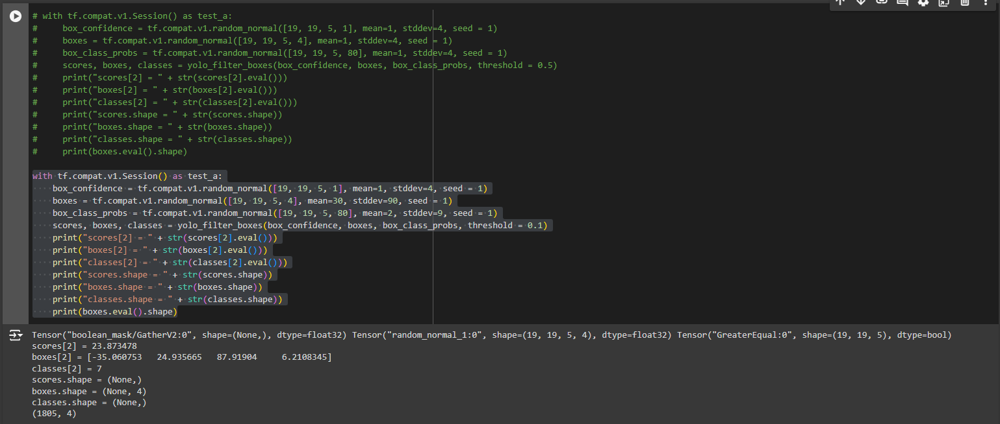 # with tf.compat.v1.Session() as test_a:
#     box_confidence = tf.compat.v1.random_normal([19, 19, 5, 1], mean=1, stddev=4, seed = 1)
#     boxes = tf.compat.v1.random_normal([19, 19, 5, 4], mean=1, stddev=4, seed = 1)
#     box_class_probs = tf.compat.v1.random_normal([19, 19, 5, 80], mean=1, stddev=4, seed = 1)
#     scores, boxes, classes = yolo_filter_boxes(box_confidence, boxes, box_class_probs, threshold = 0.5)
#     print("scores[2] = " + str(scores[2].eval()))
#     print("boxes[2] = " + str(boxes[2].eval()))
#     print("classes[2] = " + str(classes[2].eval()))
#     print("scores.shape = " + str(scores.shape))
#     print("boxes.shape = " + str(boxes.shape))
#     print("classes.shape = " + str(classes.shape))
#     print(boxes.eval().shape)
with tf.compat.v1.Session() as test_a:
    box_confidence = tf.compat.v1.random_normal([19, 19, 5, 1], mean=1, stddev=4, seed = 1)
    boxes = tf.compat.v1.random_normal([19, 19, 5, 4], mean=30, stddev=90, seed = 1)
    box_class_probs = tf.compat.v1.random_normal([19, 19, 5, 80], mean=2, stddev=9, seed = 1)
    scores, boxes, classes = yolo_filter_boxes(box_confidence, boxes, box_class_probs, threshold = 0.1)
    print("scores[2] = " + str(scores[2].eval()))
    print("boxes[2] = " + str(boxes[2].eval()))
    print("classes[2] = " + str(classes[2].eval()))
    print("scores.shape = " + str(scores.shape))
    print("boxes.shape = " + str(boxes.shape))
    print("classes.shape = " + str(classes.shape))
    print(boxes.eval().shape)
Tensor("boolean_mask/GatherV2:0", shape=(None,), dtype=float32) Tensor("random_normal_1:0", shape=(19, 19, 5, 4), dtype=float32) Tensor("GreaterEqual:0", shape=(19, 19, 5), dtype=bool)
scores[2] = 23.873478
boxes[2] = [-35.060753   24.935665   87.91904     6.2108345]
classes[2] = 7
scores.shape = (None,)
boxes.shape = (None, 4)
classes.shape = (None,)
(1805, 4)